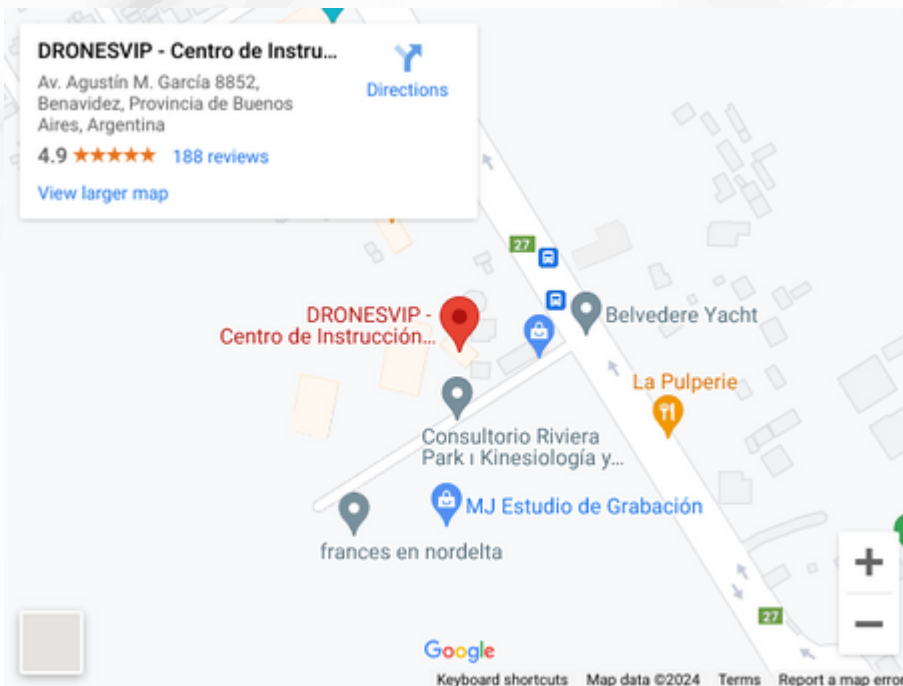 DRONESVIP - Centro de Instru...
Directions
Av. Agustín M. García 8852,
Benavidez, Provincia de Buenos
Aires, Argentina
4.9 ★★★★★ 188 reviews
View larger map
27
DRONESVIP -
Centro de Instrucción...
Belvedere Yacht
La Pulperie
Consultorio Riviera
Park ı Kinesiología y...
MJ Estudio de Grabación
frances en nordelta
+
27
−
Google
Keyboard shortcuts Map data ©2024 Terms Report a map error